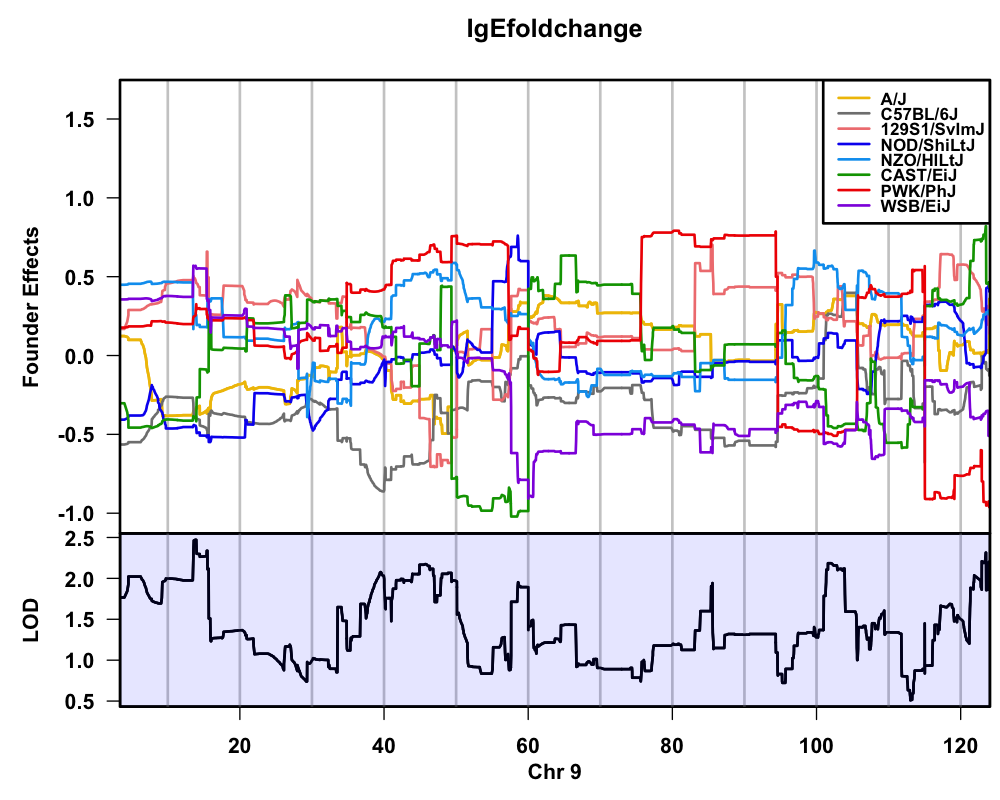 IgEfoldchange
A/J
C57BL/6J
129S1/SvImJ
NOD/ShiLtJ
NZO/HILtJ
CAST/EiJ
PWK/PhJ
WSB/EiJ
Founder Effects
1.5
1.0
0.5
0.0
-0.5
-1.0
LOD
2.5
2.0
1.5
1.0
0.5
20
40
60
80
100
120
Chr 9